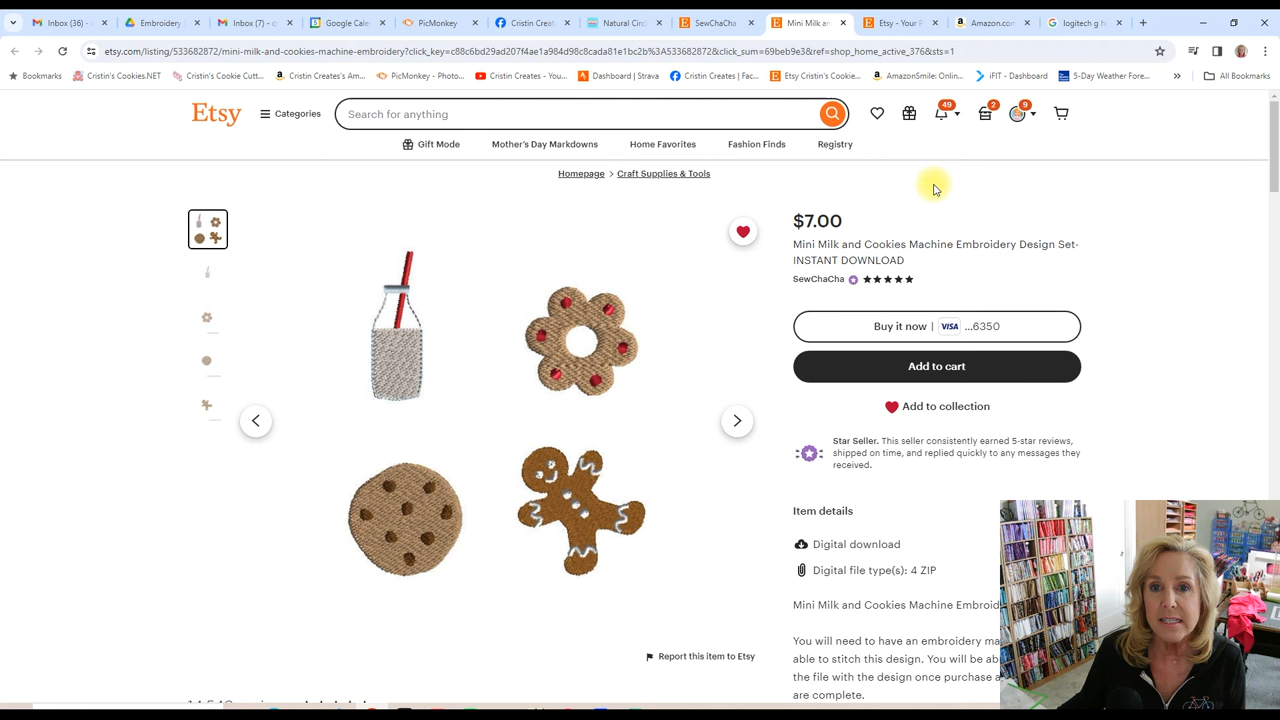 Inbox (36) - c
Embroidery S
Inbox (7) - cr
Google Cale
PicMonkey
Cristin Creat
Natural Circl
SewChaCha
Mini Milk an
Etsy - Your P
Amazon.com
logitech g h
etsy.com/listing/533682872/mini-milk-and-cookies-machine-embroidery?click_key=c88c6bd29ad207f4ae1a984d98c8cada81e1bc2b%3A533682872&click_sum=69beb9e3&ref=shop_home_active_376&sts=1
Bookmarks
Cristin's Cookies.NET
Cristin's Cookie Cutt...
Cristin Creates's Am...
PicMonkey - Photo...
Cristin Creates - You...
Dashboard | Strava
Cristin Creates | Fac...
Etsy Cristin's Cookie...
AmazonSmile: Onli...
iFIT - Dashboard
5-Day Weather Fore...
»
All Bookmarks
Etsy
Categories
Search for anything
49
2
9
Gift Mode
Mother's Day Markdowns
Home Favorites
Fashion Finds
Registry
Homepage > Craft Supplies & Tools
$7.00
Mini Milk and Cookies Machine Embroidery Design Set-
INSTANT DOWNLOAD
SewChaCha
Buy it now | VISA ...6350
Add to cart
Add to collection
Star Seller. This seller consistently earned 5-star reviews,
shipped on time, and replied quickly to any messages they
received.
Item details
Digital download
Digital file type(s): 4 ZIP
Mini Milk and Cookies Machine Embroid
You will need to have an embroidery ma
able to stitch this design. You will be ab
the file with the design once purchase a
are complete.
Report this item to Etsy